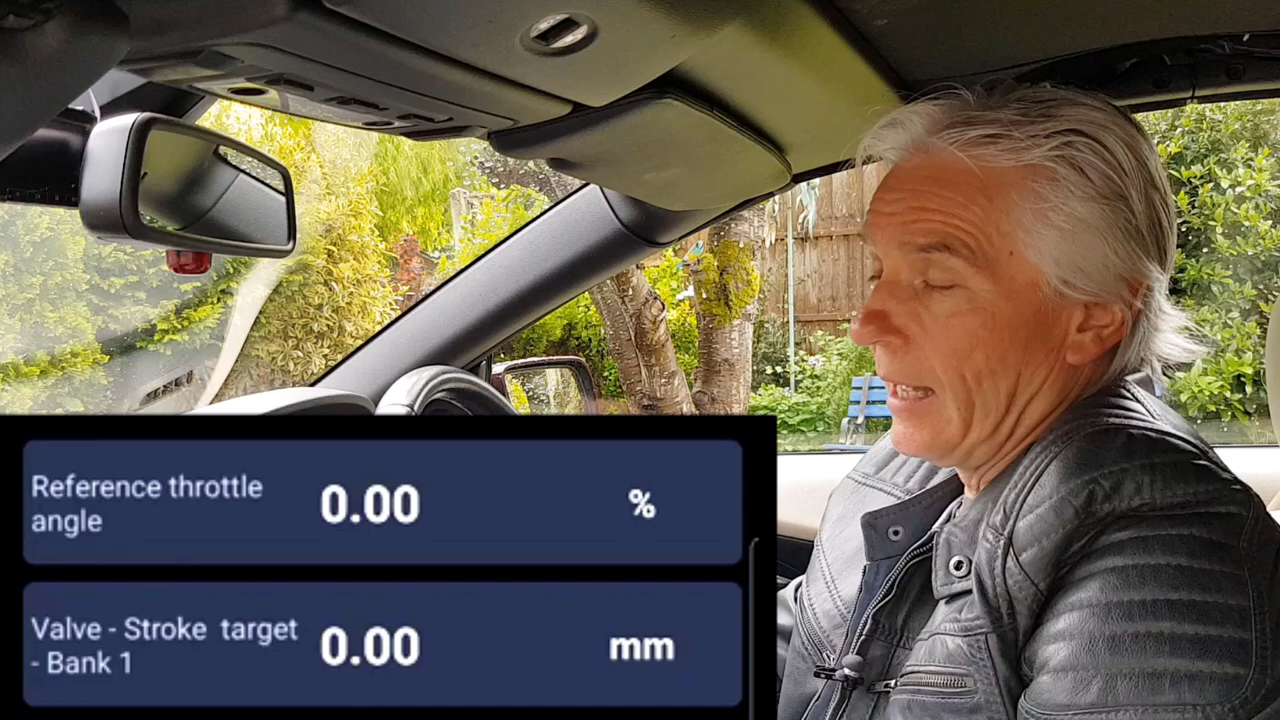 Reference throttle
angle
0.00
%
Valve - Stroke target
- Bank 1
0.00
mm